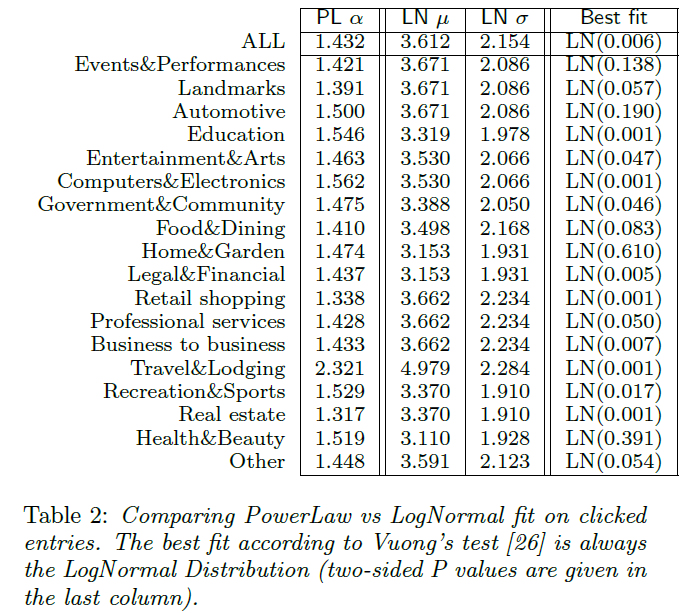 PL α LN μ LN σ Best fit
ALL 1.432 3.612 2.154 LN(0.006)
Events&Performances 1.421 3.671 2.086 LN(0.138)
Landmarks 1.391 3.671 2.086 LN(0.057)
Automotive 1.500 3.671 2.086 LN(0.190)
Education 1.546 3.319 1.978 LN(0.001)
Entertainment&Arts 1.463 3.530 2.066 LN(0.047)
Computers&Electronics 1.562 3.530 2.066 LN(0.001)
Government&Community 1.475 3.388 2.050 LN(0.046)
Food&Dining 1.410 3.498 2.168 LN(0.083)
Home&Garden 1.474 3.153 1.931 LN(0.610)
Legal&Financial 1.437 3.153 1.931 LN(0.005)
Retail shopping 1.338 3.662 2.234 LN(0.001)
Professional services 1.428 3.662 2.234 LN(0.050)
Business to business 1.433 3.662 2.234 LN(0.007)
Travel&Lodging 2.321 4.979 2.284 LN(0.001)
Recreation&Sports 1.529 3.370 1.910 LN(0.017)
Real estate 1.317 3.370 1.910 LN(0.001)
Health&Beauty 1.519 3.110 1.928 LN(0.391)
Other 1.448 3.591 2.123 LN(0.054)
Table 2: Comparing PowerLaw vs LogNormal fit on clicked
entries. The best fit according to Vuong's test [26] is always
the LogNormal Distribution (two-sided P values are given in
the last column).